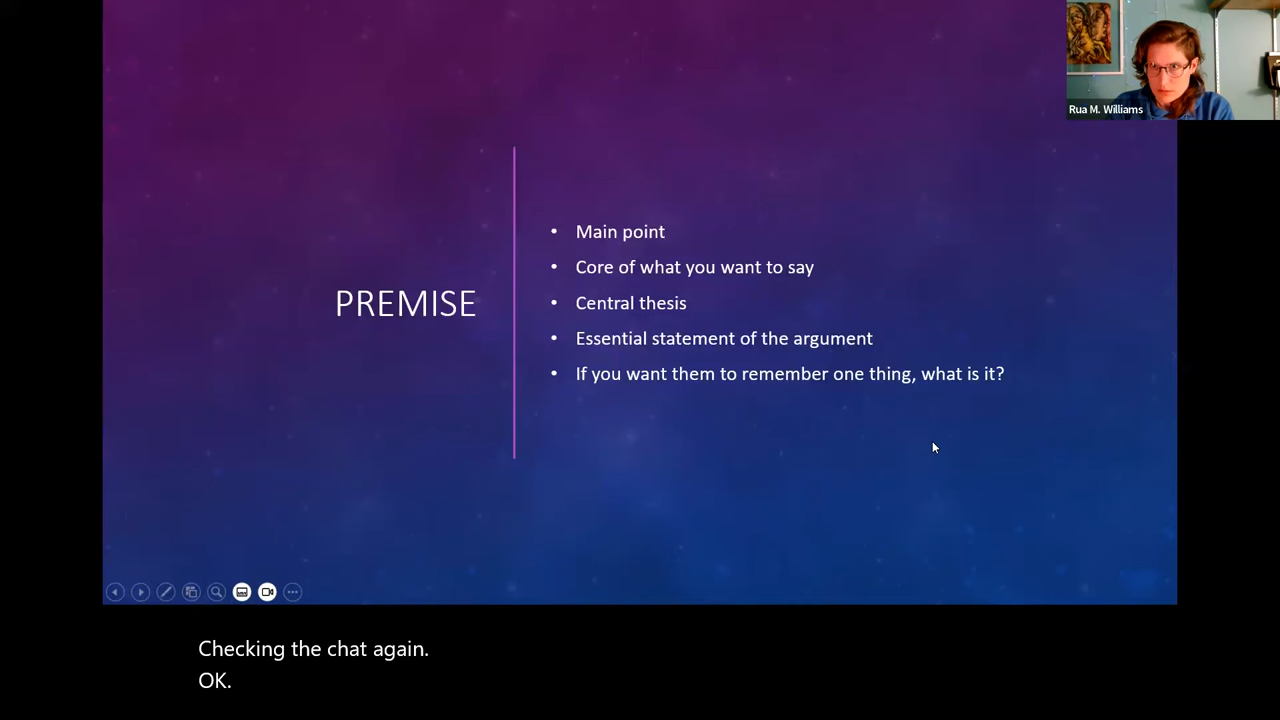 Rua M. Williams
PREMISE
• Main point
• Core of what you want to say
• Central thesis
• Essential statement of the argument
• If you want them to remember one thing, what is it?
Checking the chat again.
OK.